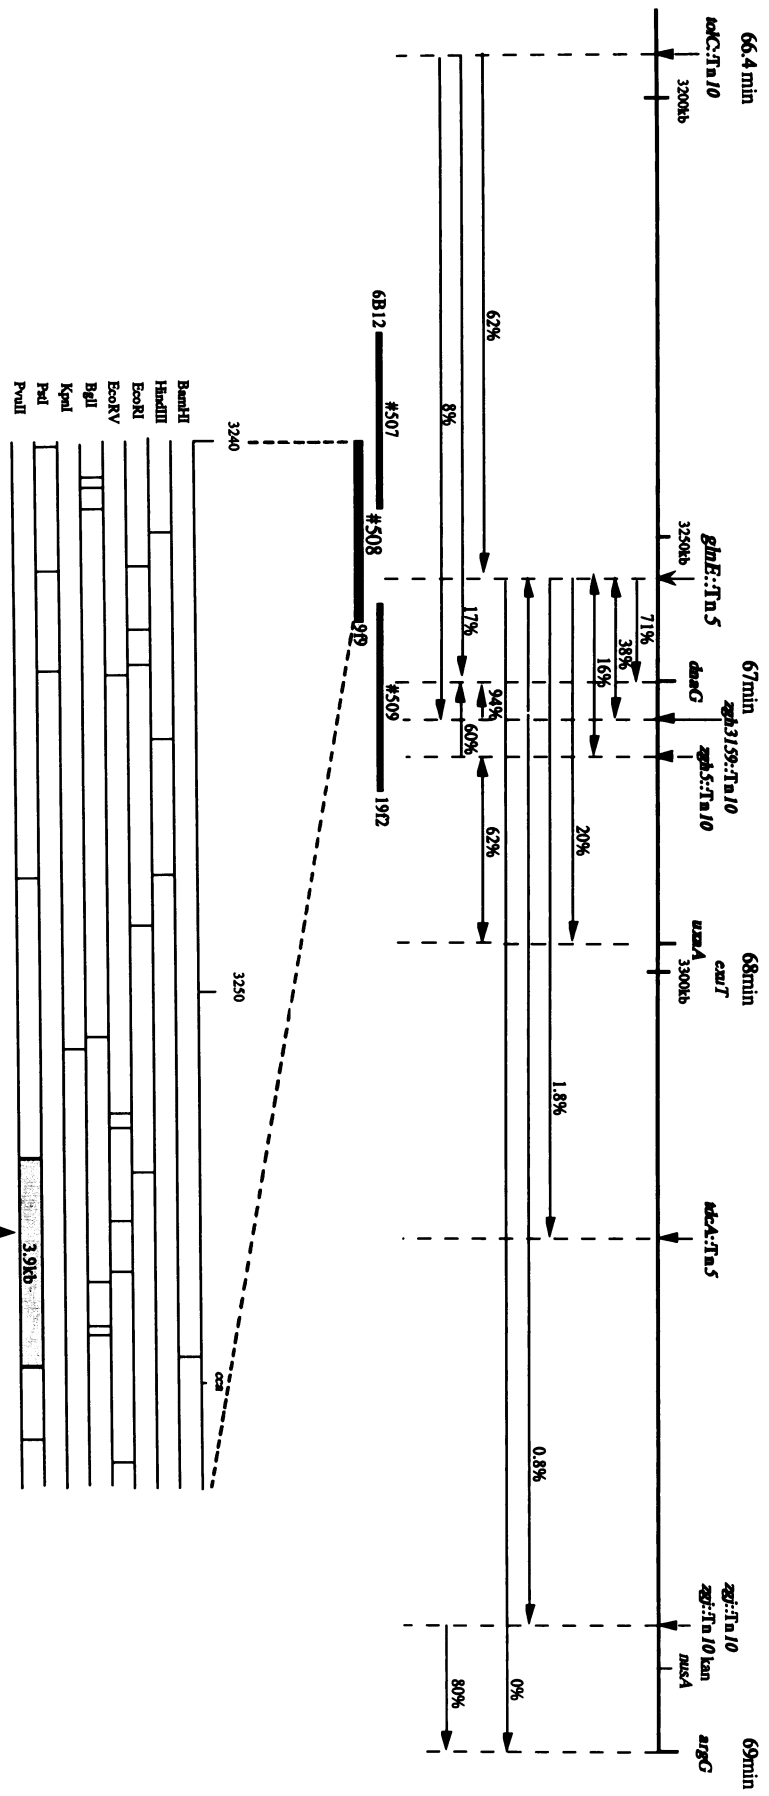 66.4 min
67min
68min
69min
tolC::Tn10
glnE::Tn5
dnaG
zgh3159::Tn10
zgh5::Tn10
uxaA
exuT
tdcA::Tn5
zgj::Tn10
zgj::Tn10 kan
nusA
argG
3200kb
3250kb
3300kb
71%
38%
16%
20%
1.8%
0.8%
0%
62%
94%
62%
17%
60%
8%
80%
6B12
#507
#508
9f9
#509
19f2
3240
3250
cca
BamHI
HindIII
EcoRI
EcoRV
BglI
KpnI
PstI
PvuII
3.9kb